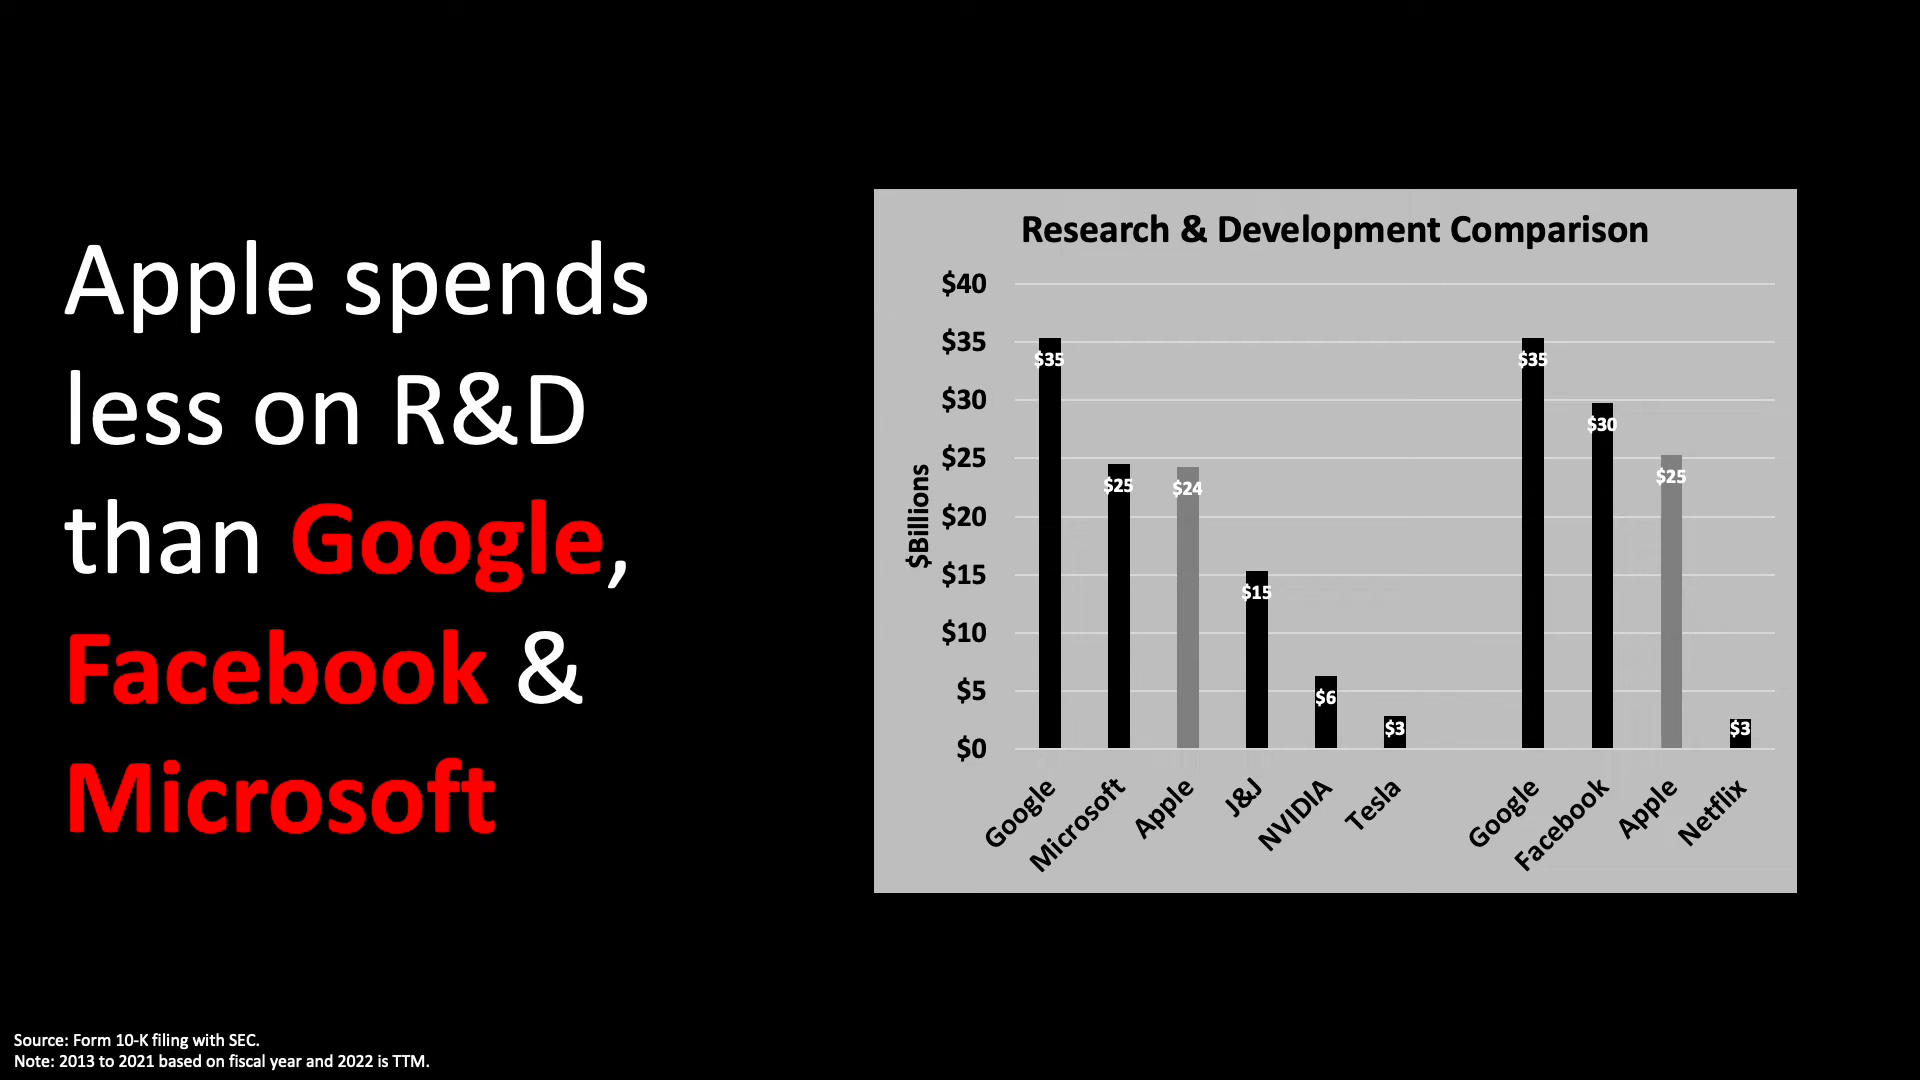 Apple spends
less on R&D
than Google,
Facebook &
Microsoft
Research & Development Comparison
$Billions
$40
$35
$30
$25
$20
$15
$10
$5
$0
$35
$25
$24
$15
$6
$3
$35
$30
$25
$3
Google
Microsoft
Apple
J&J
NVIDIA
Tesla
Google
Facebook
Apple
Netflix
Source: Form 10-K filing with SEC.
Note: 2013 to 2021 based on fiscal year and 2022 is TTM.